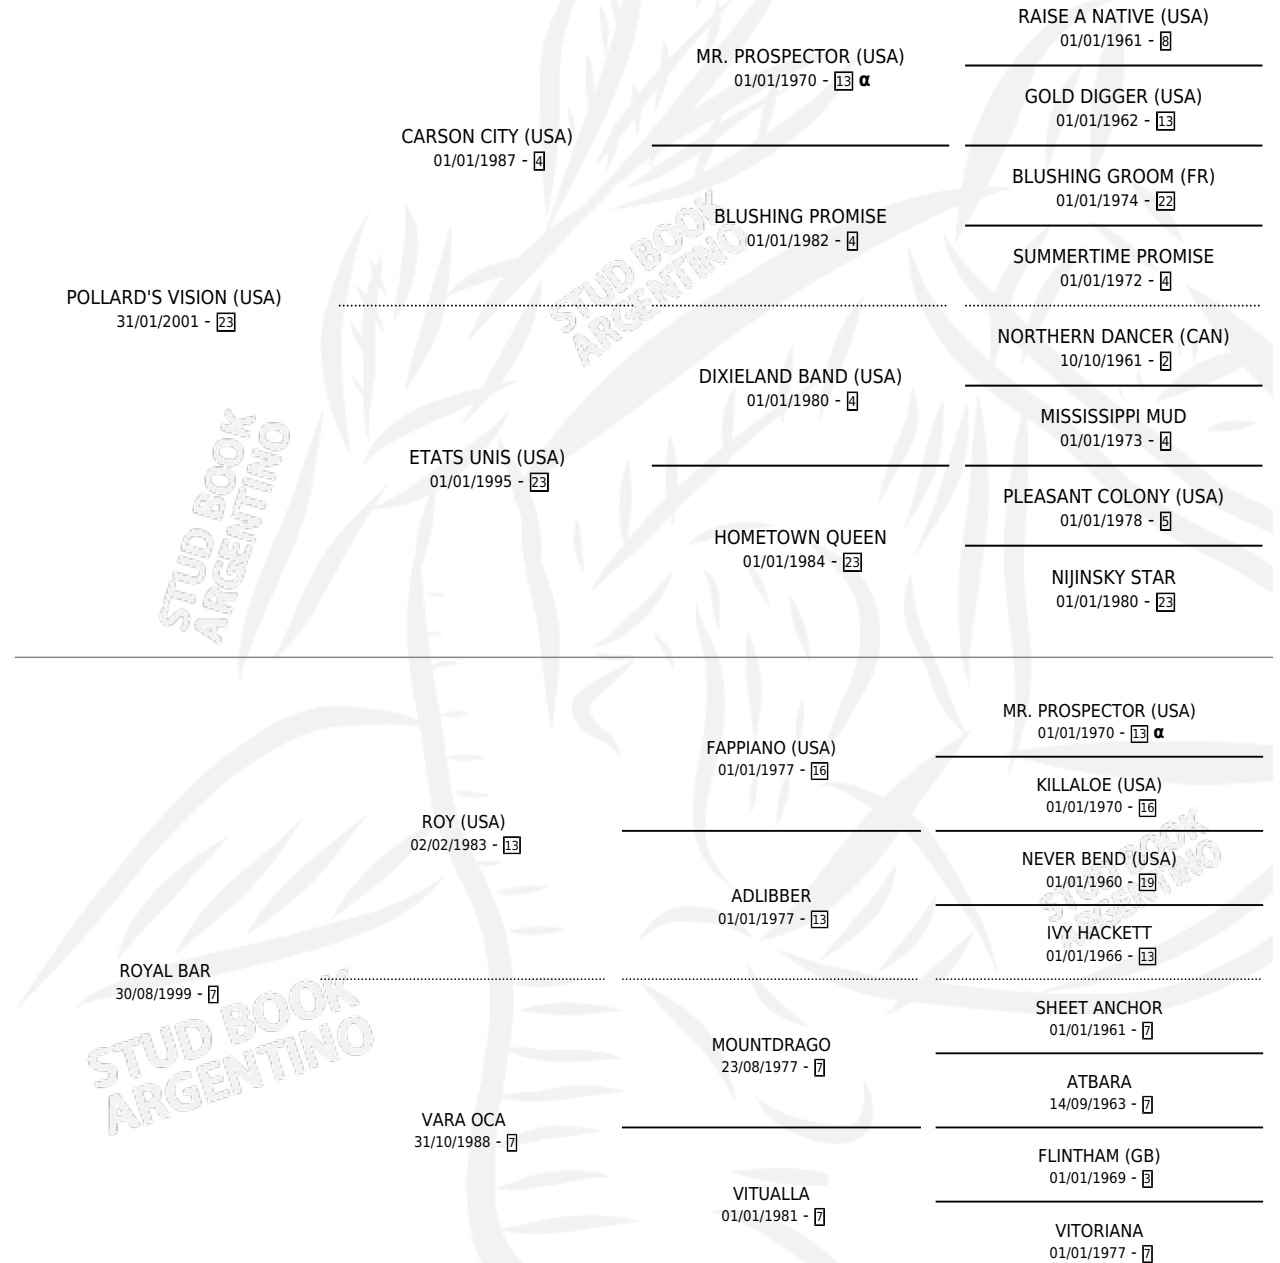 RAISE A NATIVE (USA)
01/01/1961 - 8
MR. PROSPECTOR (USA)
01/01/1970 - 13 α
GOLD DIGGER (USA)
01/01/1962 - 13
CARSON CITY (USA)
01/01/1987 - 4
BLUSHING GROOM (FR)
01/01/1974 - 22
BLUSHING PROMISE
01/01/1982 - 4
SUMMERTIME PROMISE
01/01/1972 - 4
POLLARD'S VISION (USA)
31/01/2001 - 23
NORTHERN DANCER (CAN)
10/10/1961 - 2
DIXIELAND BAND (USA)
01/01/1980 - 4
MISSISSIPPI MUD
01/01/1973 - 4
ETATS UNIS (USA)
01/01/1995 - 23
PLEASANT COLONY (USA)
01/01/1978 - 5
HOMETOWN QUEEN
01/01/1984 - 23
NIJINSKY STAR
01/01/1980 - 23
MR. PROSPECTOR (USA)
01/01/1970 - 13 α
FAPPIANO (USA)
01/01/1977 - 16
KILLALOE (USA)
01/01/1970 - 16
ROY (USA)
02/02/1983 - 13
NEVER BEND (USA)
01/01/1960 - 19
ADLIBBER
01/01/1977 - 13
IVY HACKETT
01/01/1966 - 13
ROYAL BAR
30/08/1999 - 7
SHEET ANCHOR
01/01/1961 - 7
MOUNTDRAGO
23/08/1977 - 7
ATBARA
14/09/1963 - 7
VARA OCA
31/10/1988 - 7
FLINTHAM (GB)
01/01/1969 - 3
VITUALLA
01/01/1981 - 7
VITORIANA
01/01/1977 - 7
STUD BOOK
ARGENTINO
STUD BOOK
ARGENTINO
STUD BOOK
ARGENTINO
STUD BOOK
ARGENTINO